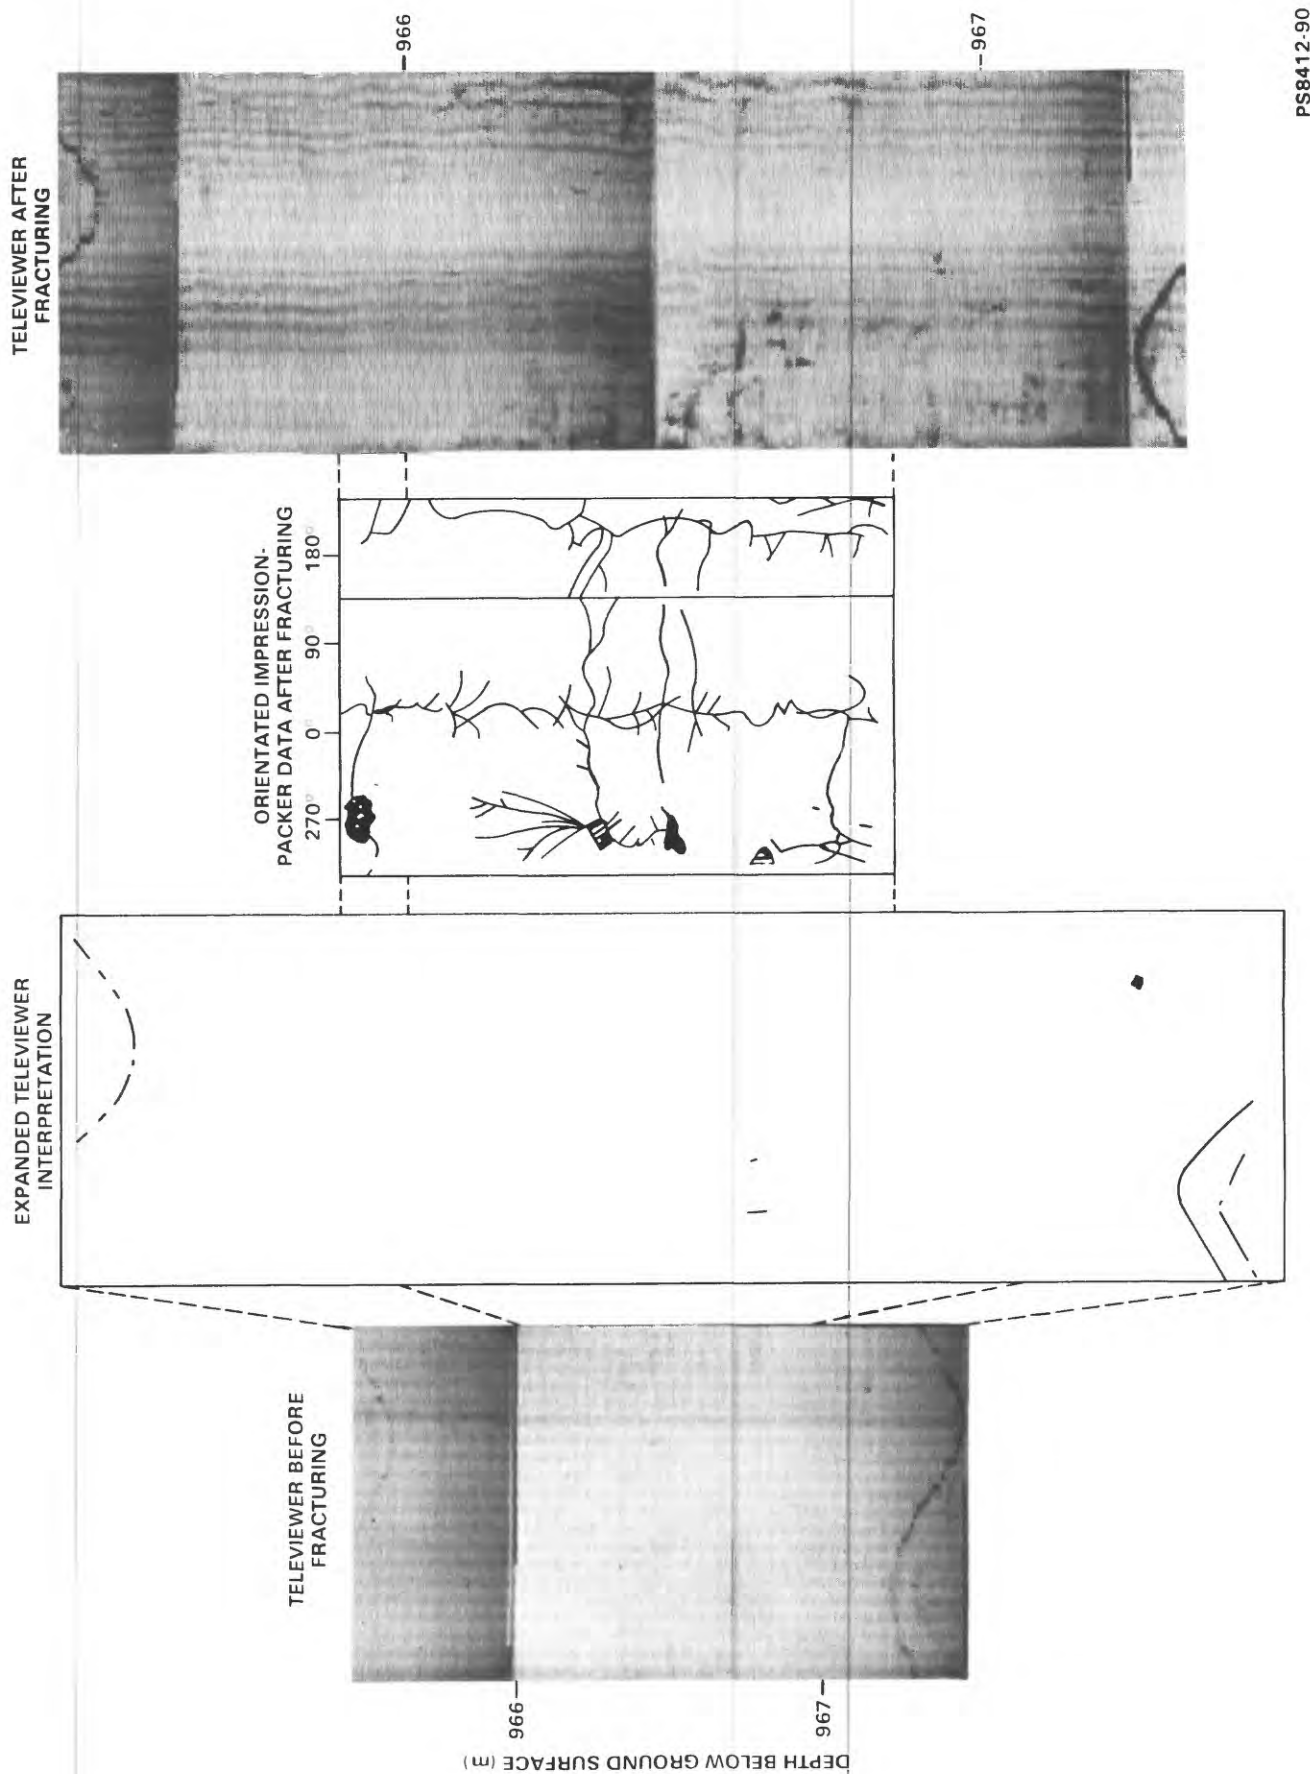 TELEVIEWER BEFORE
FRACTURING
EXPANDED TELEVIEWER
INTERPRETATION
ORIENTATED IMPRESSION-
PACKER DATA AFTER FRACTURING
270° 0° 90° 180°
TELEVIEWER AFTER
FRACTURING
DEPTH BELOW GROUND SURFACE (m)
966
967
966
967
PS8412-90